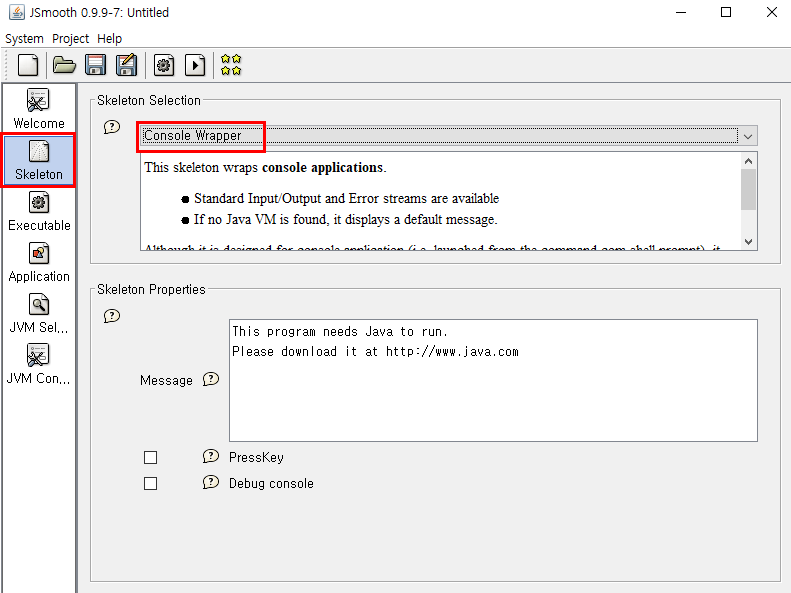 JSmooth 0.9.9-7: Untitled
System Project Help
Welcome
Skeleton
Executable
Application
JVM Sel...
JVM Con...
Skeleton Selection
Console Wrapper
This skeleton wraps console applications.
● Standard Input/Output and Error streams are available
● If no Java VM is found, it displays a default message.
Although it is designed for console application (i.e. launched from the command.com shell prompt), it
Skeleton Properties
Message
This program needs Java to run.
Please download it at http://www.java.com
PressKey
Debug console